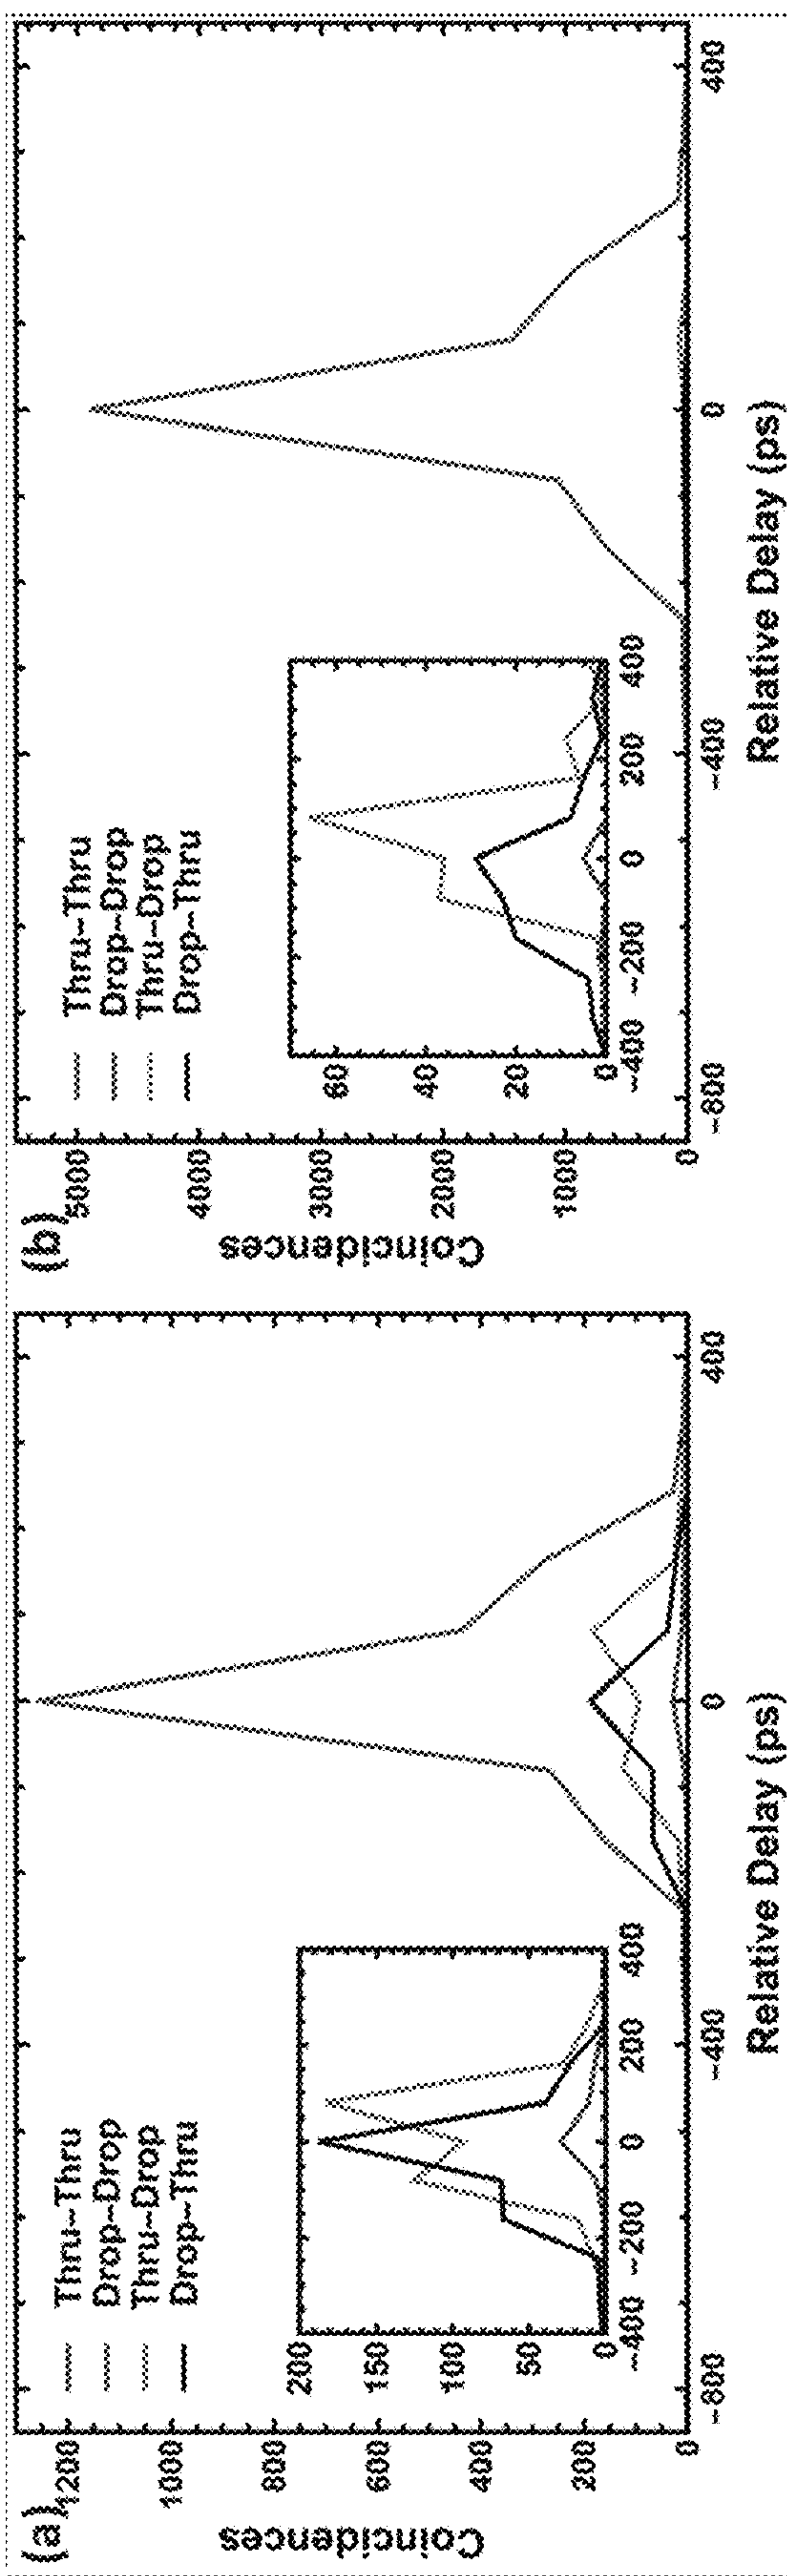 (a)
Coincidences
1200
1000
800
600
400
200
0
Thru-Thru
Drop-Drop
Thru-Drop
Drop-Thru
200
150
100
50
0
-400
-200
0
200
400
-800
-400
0
400
Relative Delay (ps)
(b)
Coincidences
5000
4000
3000
2000
1000
0
Thru-Thru
Drop-Drop
Thru-Drop
Drop-Thru
60
40
20
0
-400
-200
0
200
400
-800
-400
0
400
Relative Delay (ps)